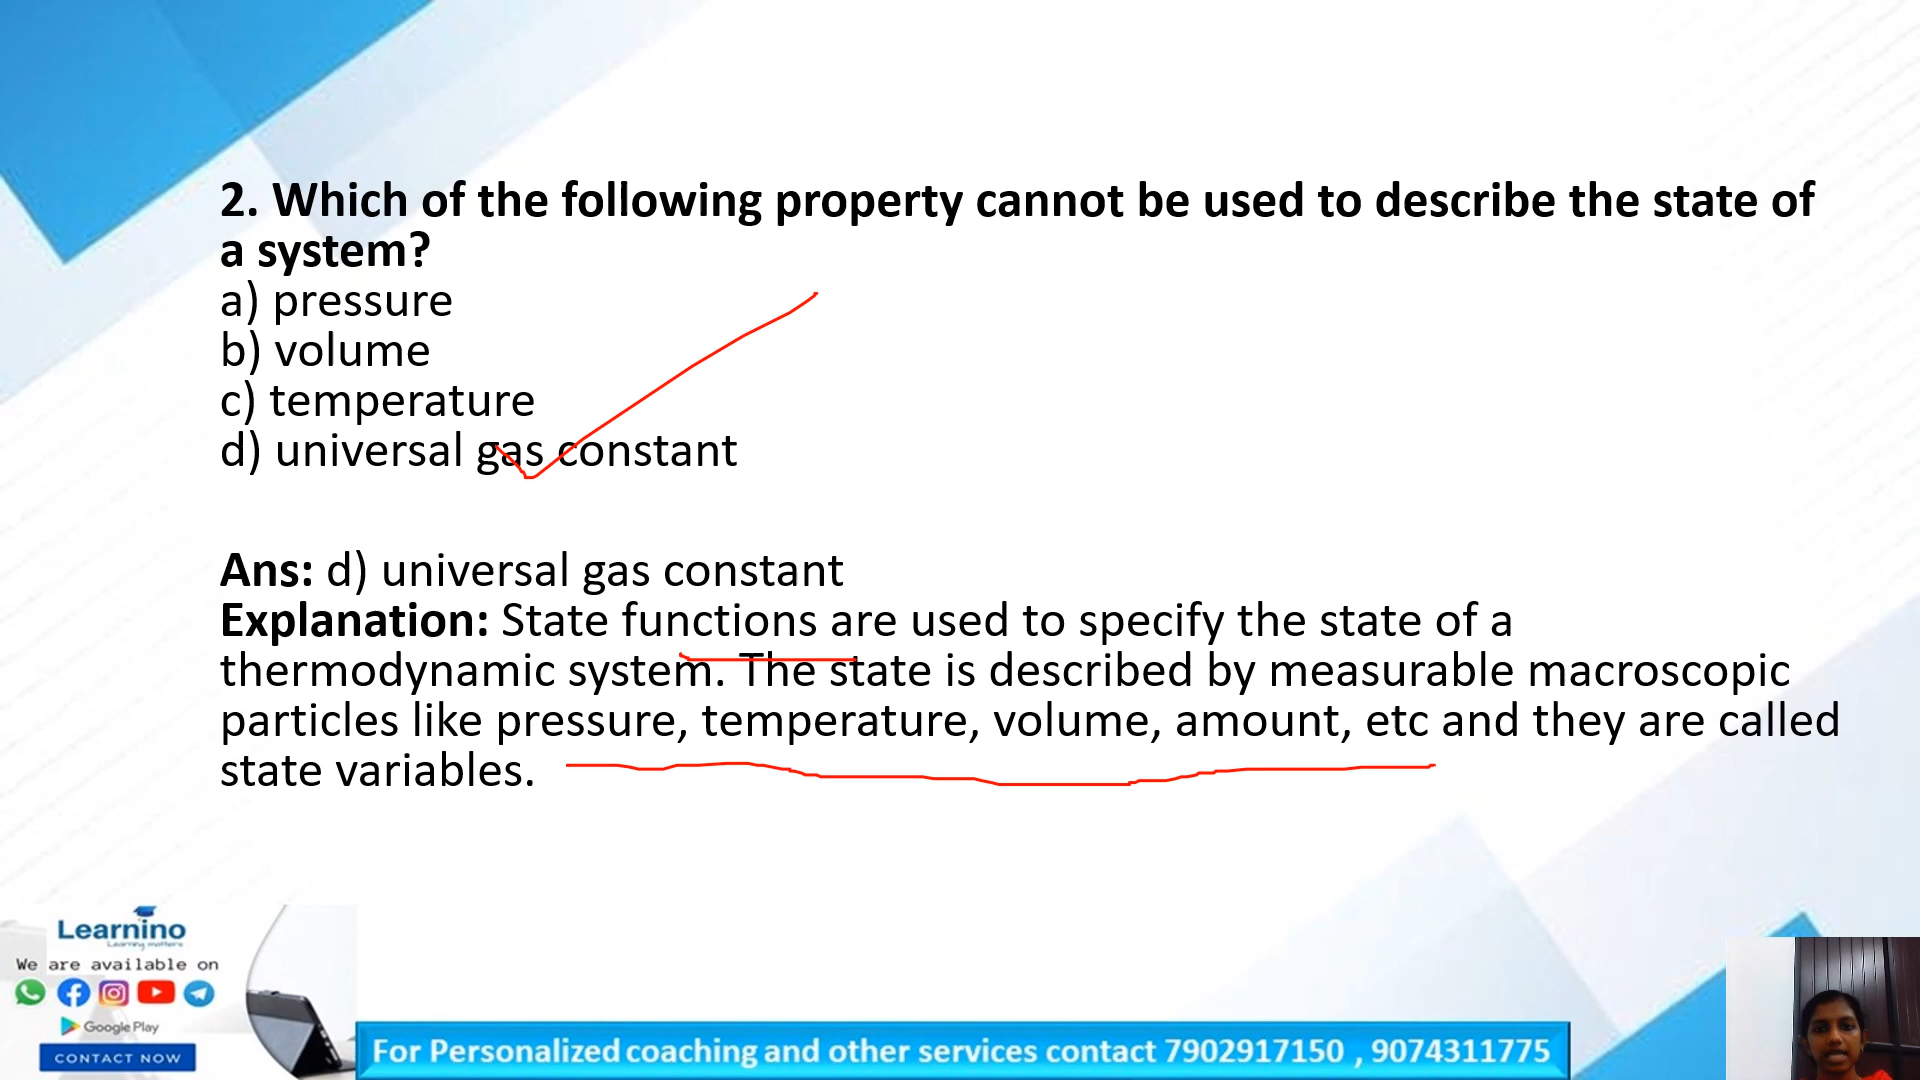 2. Which of the following property cannot be used to describe the state of
a system?
a) pressure
b) volume
c) temperature
d) universal gas constant
Ans: d) universal gas constant
Explanation: State functions are used to specify the state of a
thermodynamic system. The state is described by measurable macroscopic
particles like pressure, temperature, volume, amount, etc and they are called
state variables.
Learnino
Learning matters
We are available on
Google Play
CONTACT NOW
For Personalized coaching and other services contact 7902917150 , 9074311775